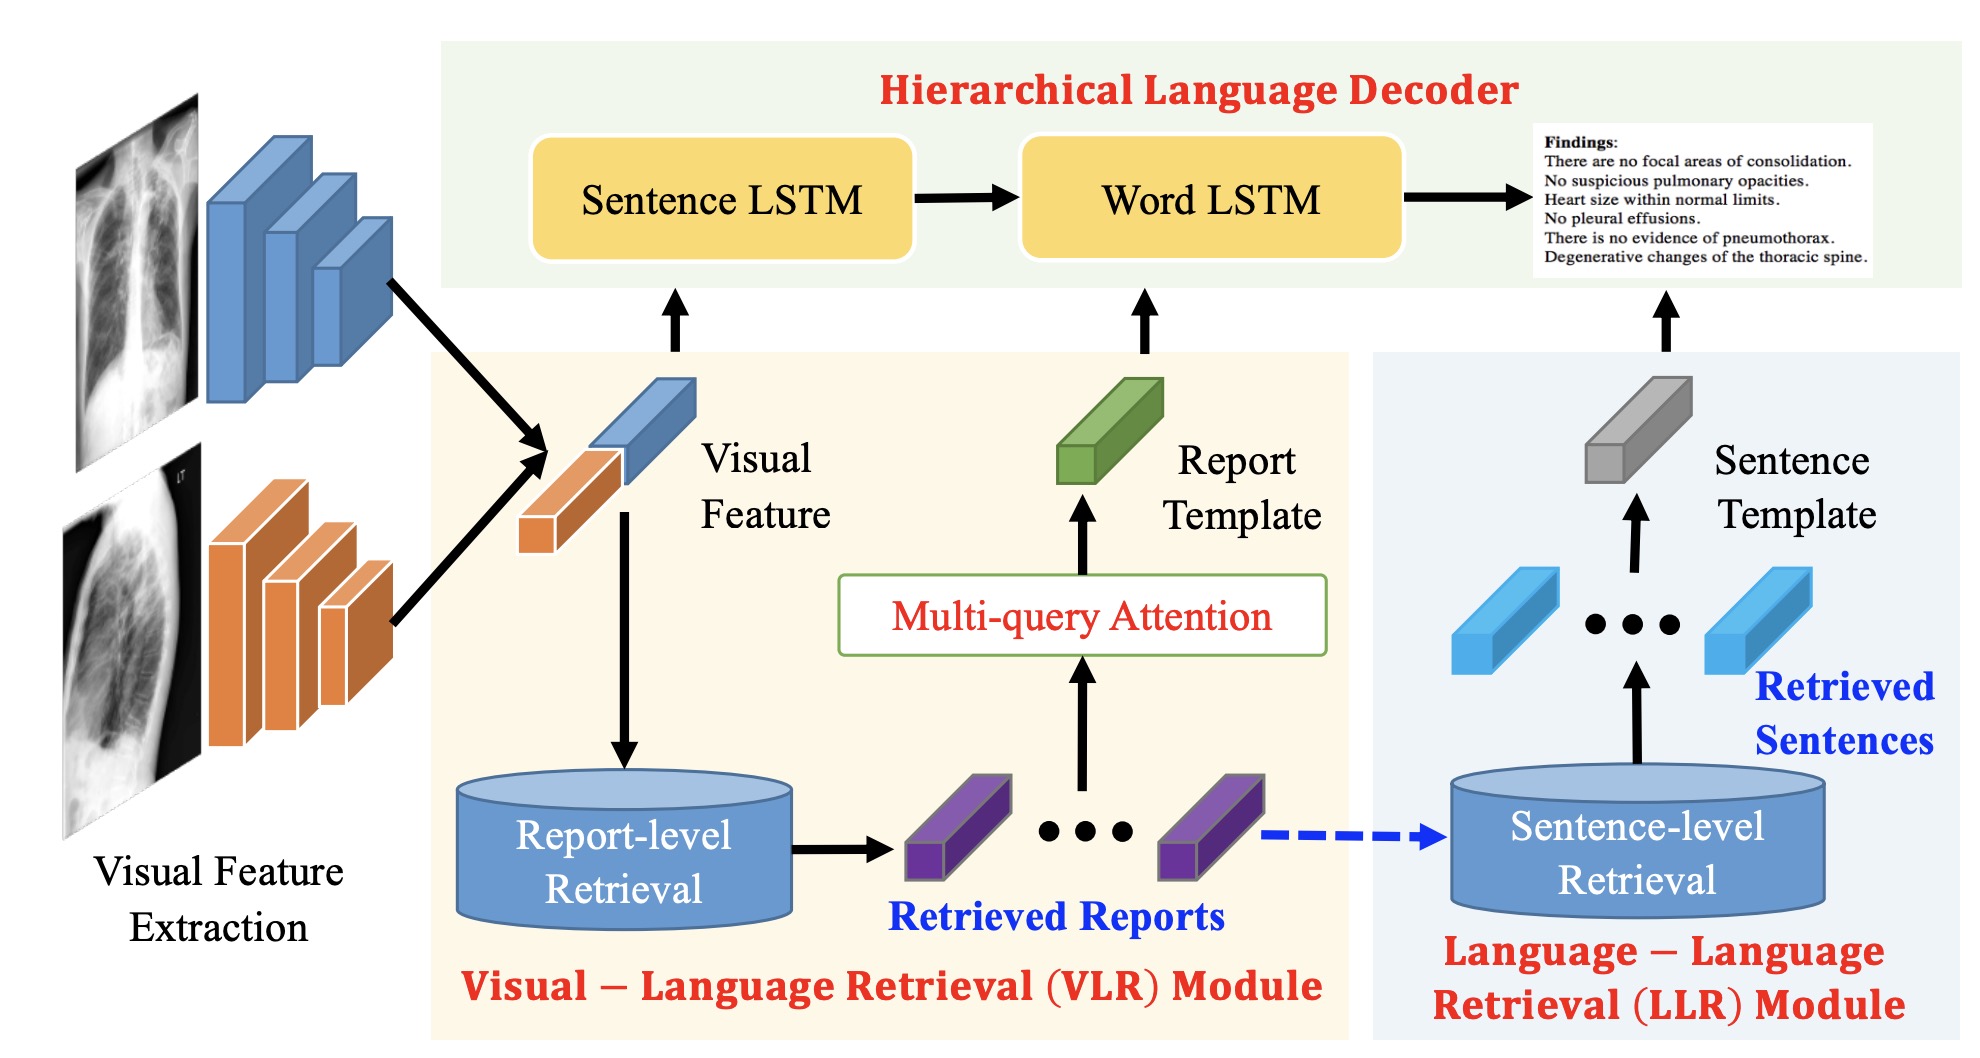 Hierarchical Language Decoder
Sentence LSTM
Word LSTM
Findings:
There are no focal areas of consolidation.
No suspicious pulmonary opacities.
Heart size within normal limits.
No pleural effusions.
There is no evidence of pneumothorax.
Degenerative changes of the thoracic spine.
LT
Visual Feature
Extraction
Visual
Feature
Report
Template
Multi-query Attention
Report-level
Retrieval
Retrieved Reports
Visual – Language Retrieval (VLR) Module
Sentence
Template
Retrieved
Sentences
Sentence-level
Retrieval
Language – Language
Retrieval (LLR) Module